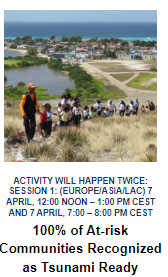 ACTIVITY WILL HAPPEN TWICE:
SESSION 1: (EUROPE/ASIA/LAC) 7
APRIL, 12:00 NOON – 1:00 PM CEST
AND 7 APRIL, 7:00 – 8:00 PM CEST
100% of At-risk
Communities Recognized
as Tsunami Ready